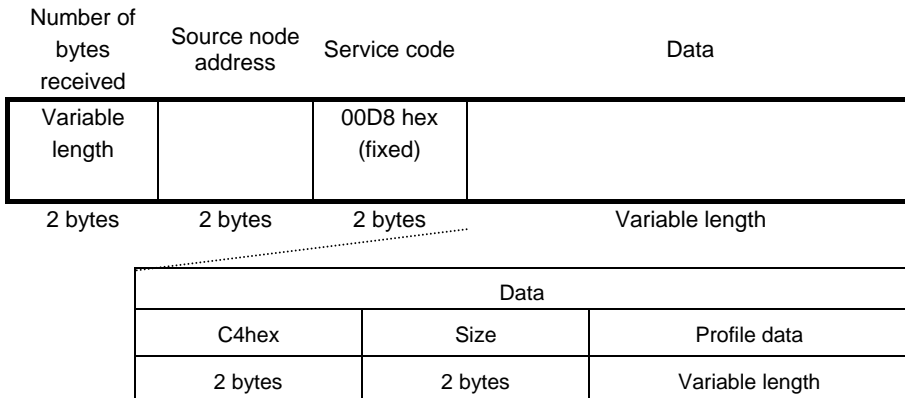 Number of
bytes
received
Source node
address
Service code
Data
Variable
length
00D8 hex
(fixed)
2 bytes 2 bytes 2 bytes Variable length
Data
C4hex Size Profile data
2 bytes 2 bytes Variable length